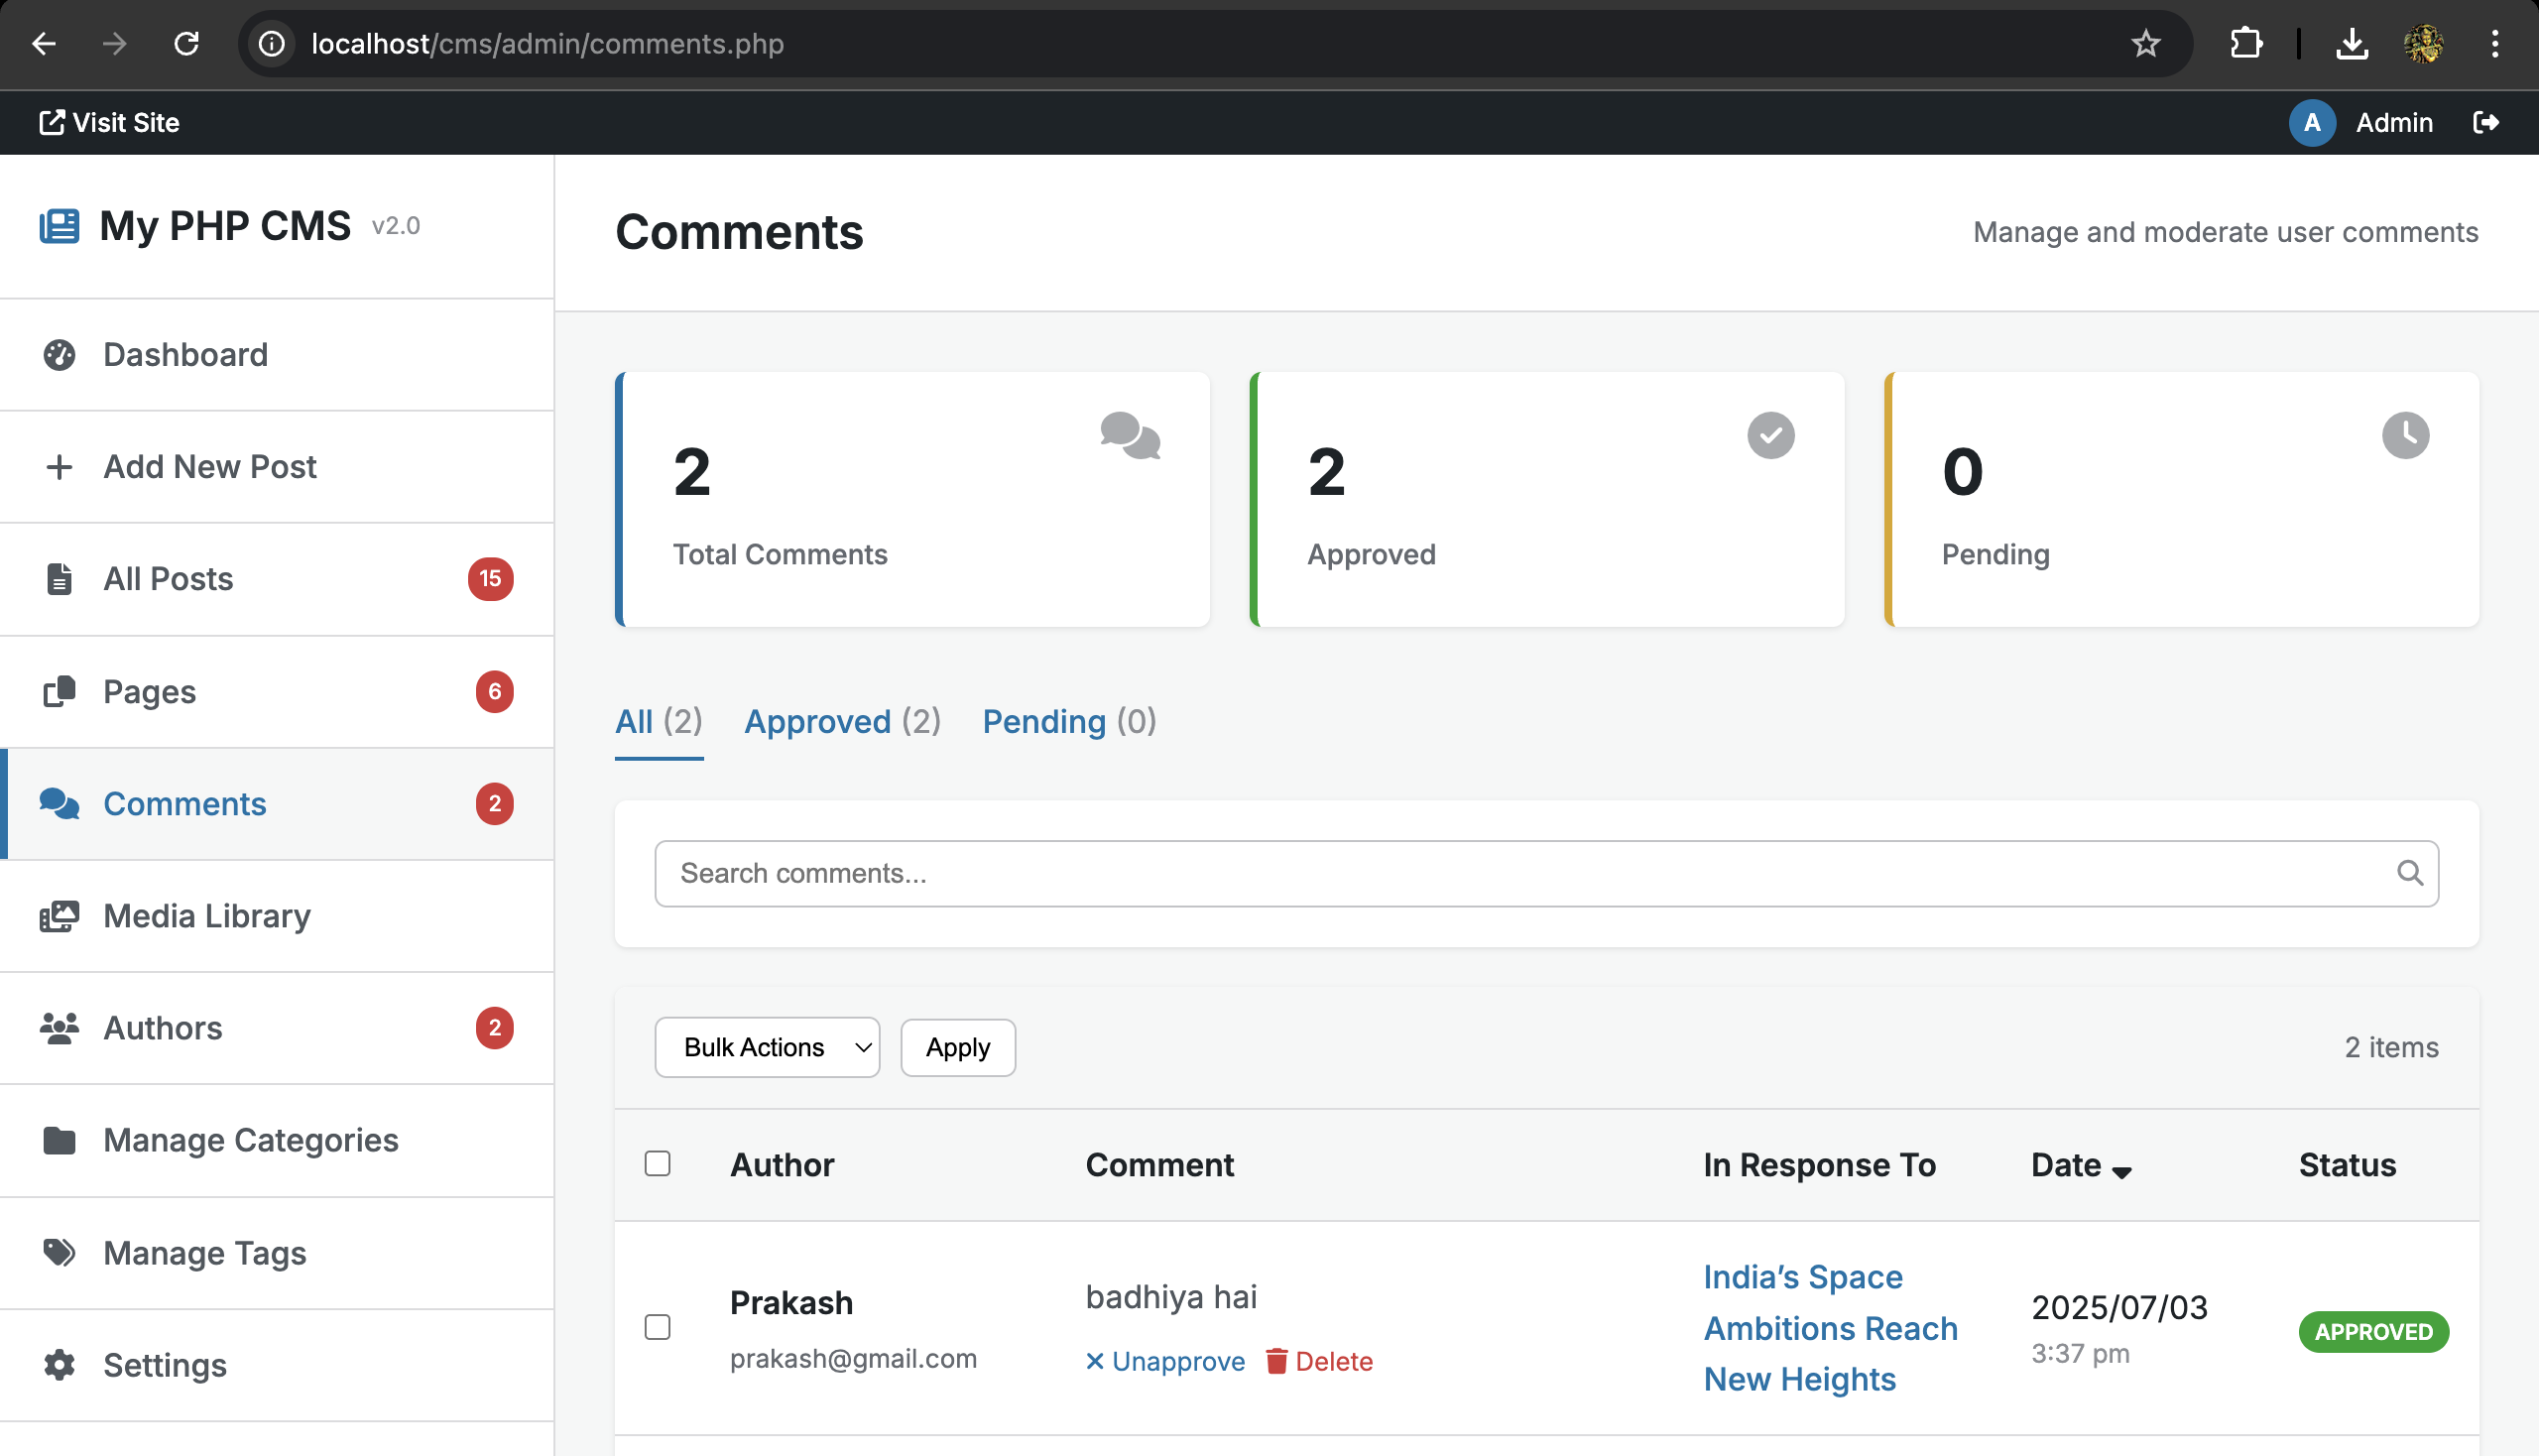 localhost/cms/admin/comments.php
Visit Site
A Admin
My PHP CMS v2.0
Dashboard
Add New Post
All Posts 15
Pages 6
Comments 2
Media Library
Authors 2
Manage Categories
Manage Tags
Settings
Comments
Manage and moderate user comments
2
Total Comments
2
Approved
0
Pending
All (2) Approved (2) Pending (0)
Search comments...
Bulk Actions Apply 2 items
Author Comment In Response To Date Status
Prakash
prakash@gmail.com
badhiya hai
Unapprove Delete
India’s Space
Ambitions Reach
New Heights
2025/07/03
3:37 pm
APPROVED